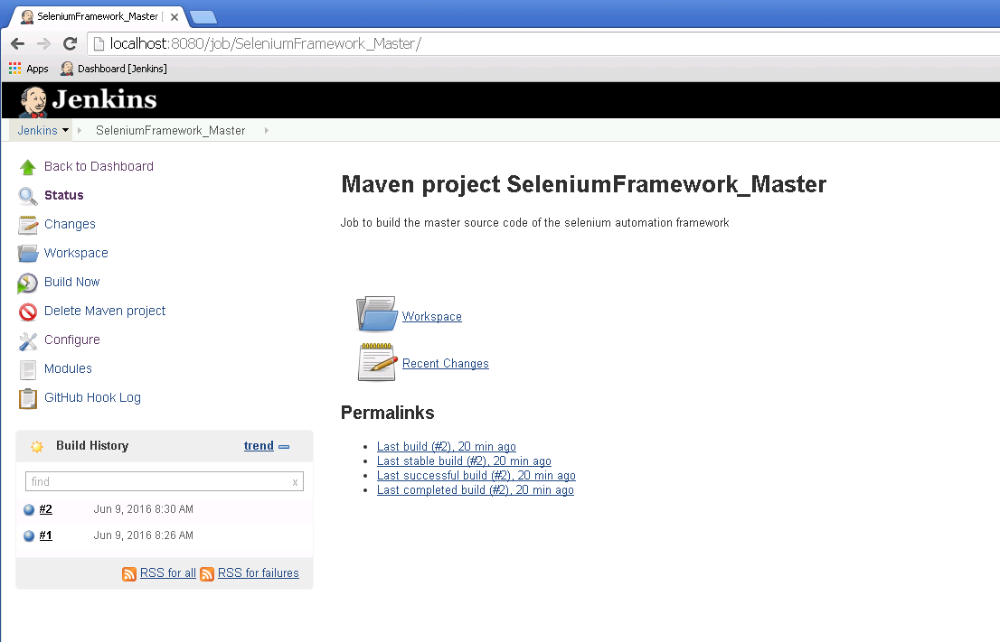 SeleniumFramework_Master
localhost:8080/job/SeleniumFramework_Master/
Apps Dashboard [Jenkins]
Jenkins
Jenkins SeleniumFramework_Master
Back to Dashboard
Status
Changes
Workspace
Build Now
Delete Maven project
Configure
Modules
GitHub Hook Log
Build History trend
find x
#2 Jun 9, 2016 8:30 AM
#1 Jun 9, 2016 8:26 AM
RSS for all RSS for failures
Maven project SeleniumFramework_Master
Job to build the master source code of the selenium automation framework
Workspace
Recent Changes
Permalinks
Last build (#2), 20 min ago
Last stable build (#2), 20 min ago
Last successful build (#2), 20 min ago
Last completed build (#2), 20 min ago